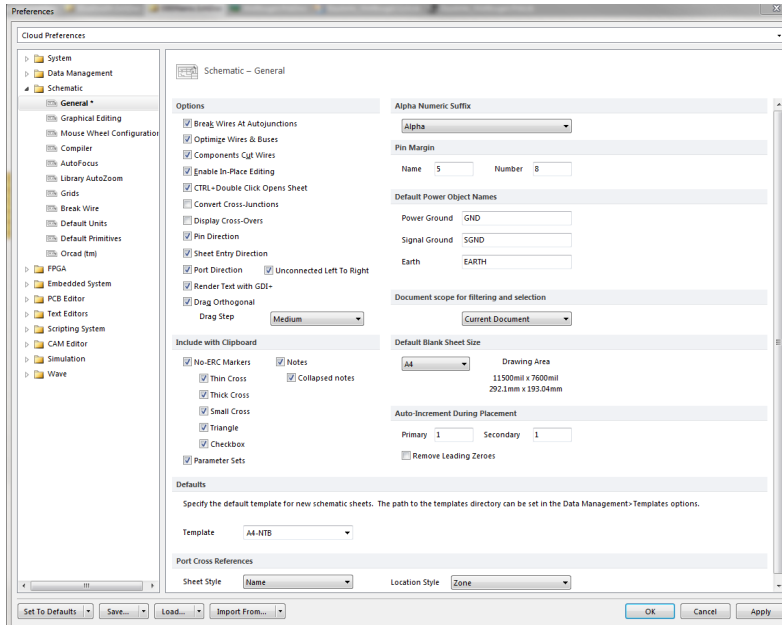 Preferences
Cloud Preferences
System
Data Management
Schematic
General *
Graphical Editing
Mouse Wheel Configuration
Compiler
AutoFocus
Library AutoZoom
Grids
Break Wire
Default Units
Default Primitives
Orcad (tm)
FPGA
Embedded System
PCB Editor
Text Editors
Scripting System
CAM Editor
Simulation
Wave
Schematic – General
Options
Break Wires At Autojunctions
Optimize Wires & Buses
Components Cut Wires
Enable In-Place Editing
CTRL+Double Click Opens Sheet
Convert Cross-Junctions
Display Cross-Overs
Pin Direction
Sheet Entry Direction
Port Direction Unconnected Left To Right
Render Text with GDI+
Drag Orthogonal
Drag Step Medium
Include with Clipboard
No-ERC Markers Notes
Thin Cross Collapsed notes
Thick Cross
Small Cross
Triangle
Checkbox
Parameter Sets
Alpha Numeric Suffix
Alpha
Pin Margin
Name 5 Number 8
Default Power Object Names
Power Ground GND
Signal Ground SGND
Earth EARTH
Document scope for filtering and selection
Current Document
Default Blank Sheet Size
A4 Drawing Area
11500mil x 7600mil
292.1mm x 193.04mm
Auto-Increment During Placement
Primary 1 Secondary 1
Remove Leading Zeroes
Defaults
Specify the default template for new schematic sheets. The path to the templates directory can be set in the Data Management>Templates options.
Template A4-NTB
Port Cross References
Sheet Style Name Location Style Zone
Set To Defaults Save... Load... Import From... OK Cancel Apply